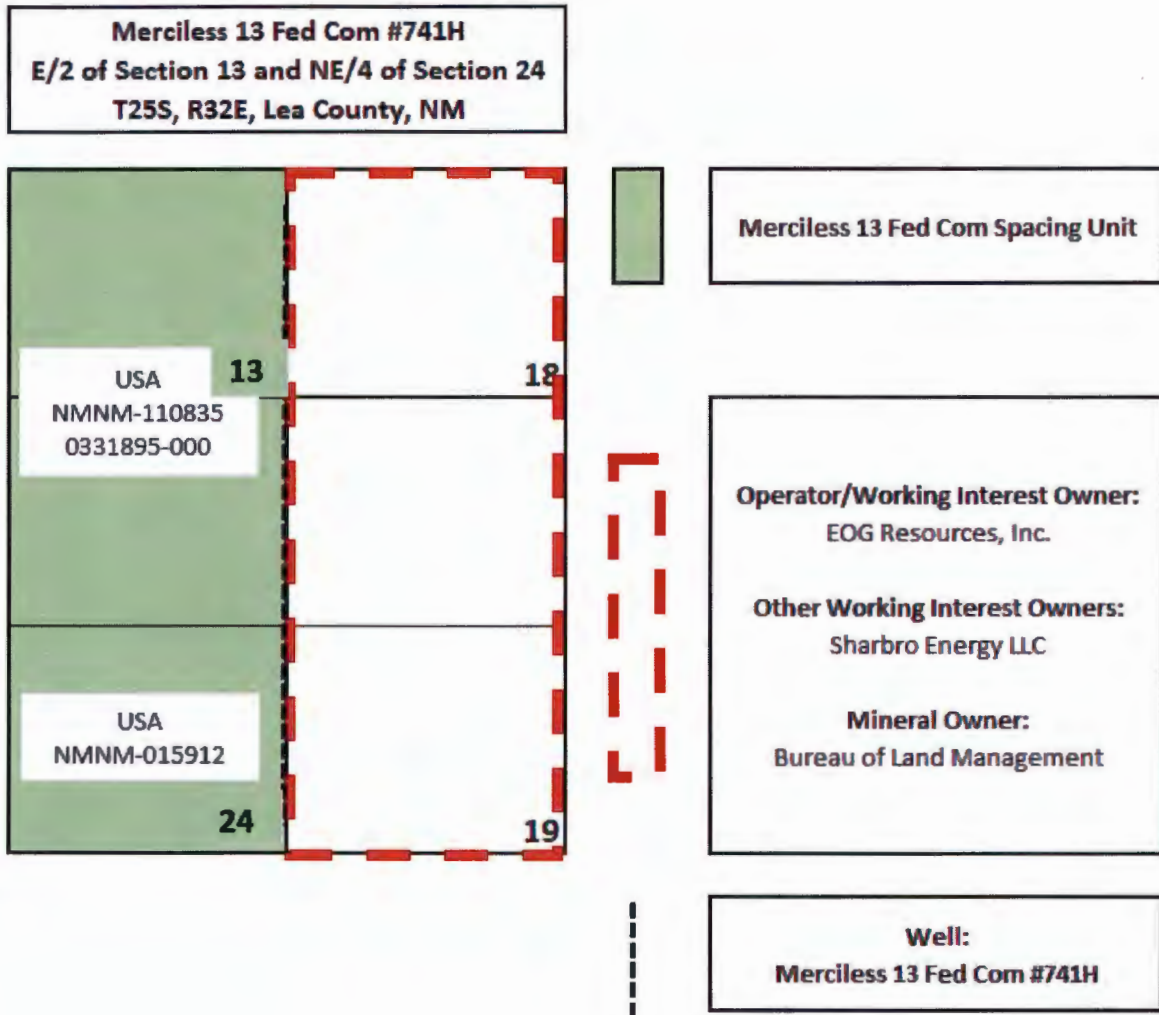 Merciless 13 Fed Com #741H
E/2 of Section 13 and NE/4 of Section 24
T25S, R32E, Lea County, NM
Merciless 13 Fed Com Spacing Unit
13
USA
NMNM-110835
0331895-000
18
Operator/Working Interest Owner:
EOG Resources, Inc.
Other Working Interest Owners:
Sharbro Energy LLC
Mineral Owner:
Bureau of Land Management
USA
NMNM-015912
24
19
Well:
Merciless 13 Fed Com #741H